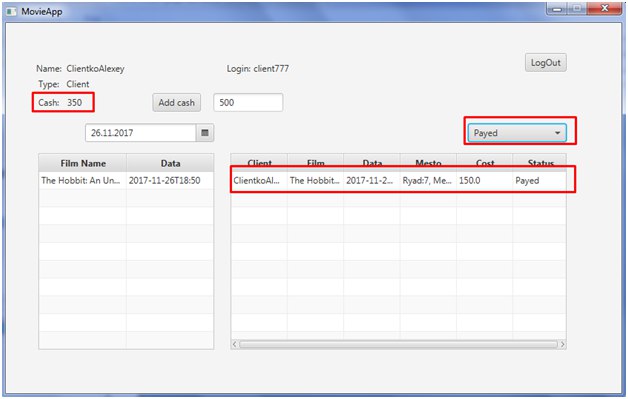 MovieApp
Name: ClientkoAlexey Login: client777 LogOut
Type: Client
Cash: 350 Add cash 500
26.11.2017 Payed
Film Name Data Client Film Data Mesto Cost Status
The Hobbit: An Un... 2017-11-26T18:50 ClientkoAl... The Hobbit... 2017-11-2... Ryad:7, Me... 150.0 Payed